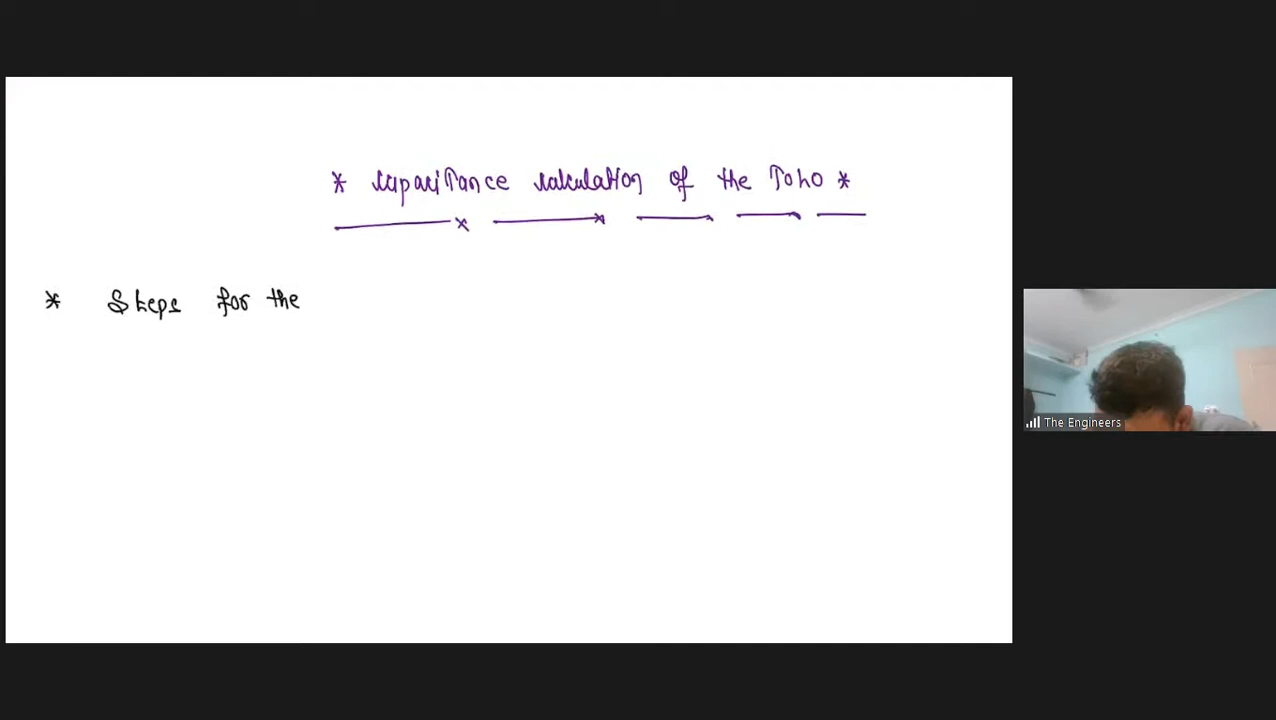 * capacitance calculation of the Toho *
* Steps for the
The Engineers